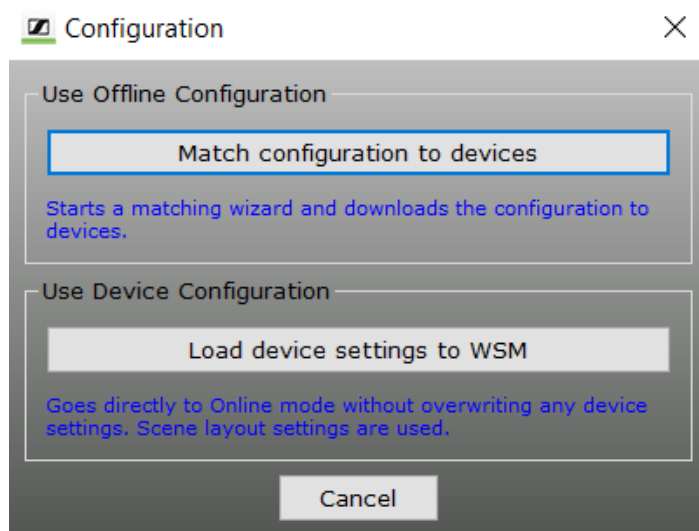 Configuration
Use Offline Configuration
Match configuration to devices
Starts a matching wizard and downloads the configuration to
devices.
Use Device Configuration
Load device settings to WSM
Goes directly to Online mode without overwriting any device
settings. Scene layout settings are used.
Cancel